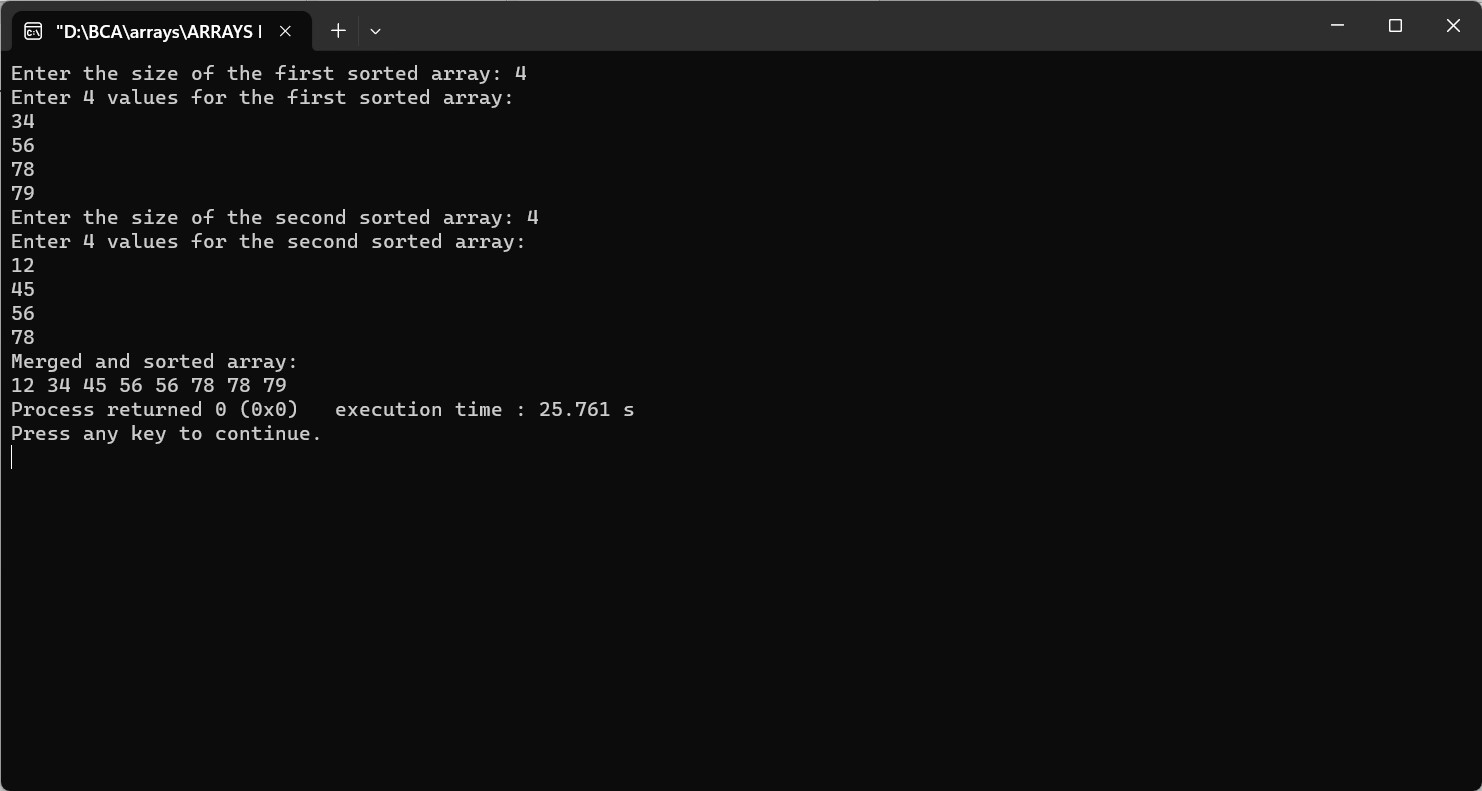 "D:\BCA\arrays\ARRAYS I
Enter the size of the first sorted array: 4
Enter 4 values for the first sorted array:
34
56
78
79
Enter the size of the second sorted array: 4
Enter 4 values for the second sorted array:
12
45
56
78
Merged and sorted array:
12 34 45 56 56 78 78 79
Process returned 0 (0x0)   execution time : 25.761 s
Press any key to continue.